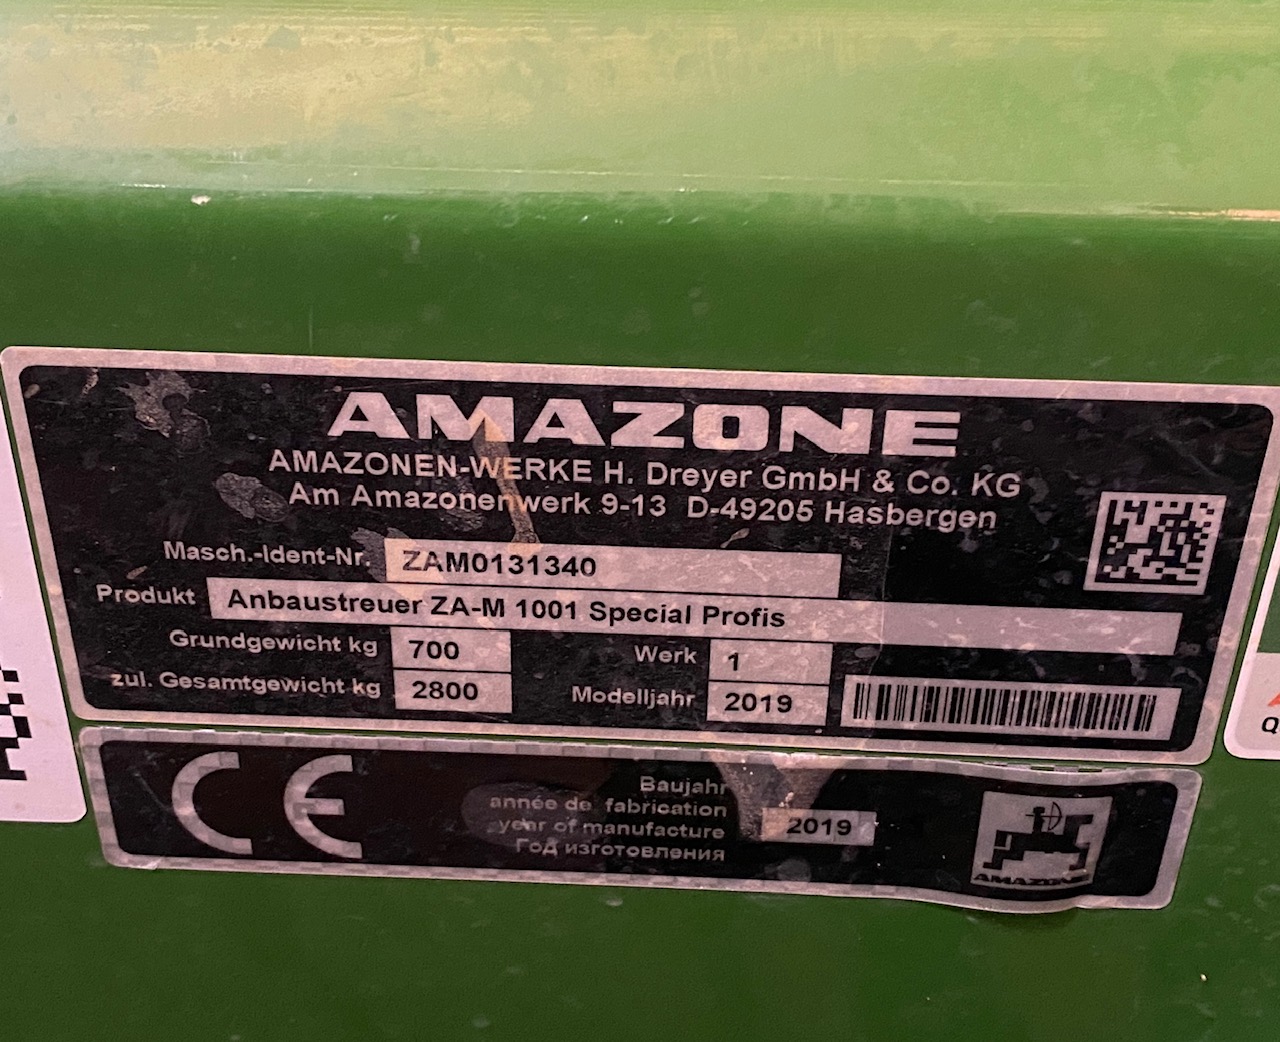 AMAZONE
AMAZONEN-WERKE H. Dreyer GmbH & Co. KG
Am Amazonenwerk 9-13 D-49205 Hasbergen
Masch.-Ident-Nr. ZAM0131340
Produkt Anbaustreuer ZA-M 1001 Special Profis
Grundgewicht kg 700 Werk 1
zul. Gesamtgewicht kg 2800 Modelljahr 2019
Baujahr
année de fabrication
year of manufacture 2019
Год изготовления
CE
AMAZONE